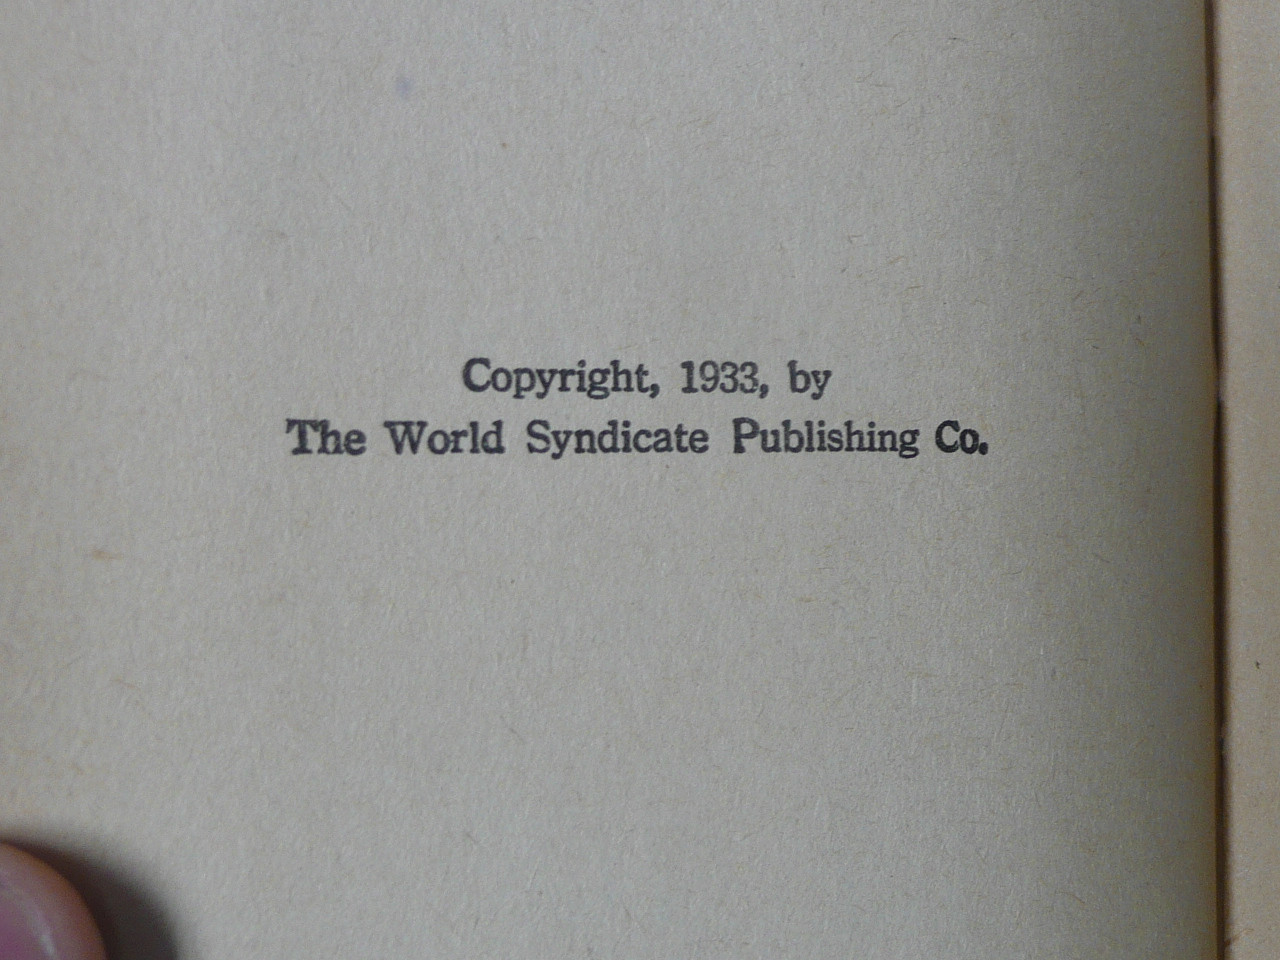 Copyright, 1933, by
The World Syndicate Publishing Co.